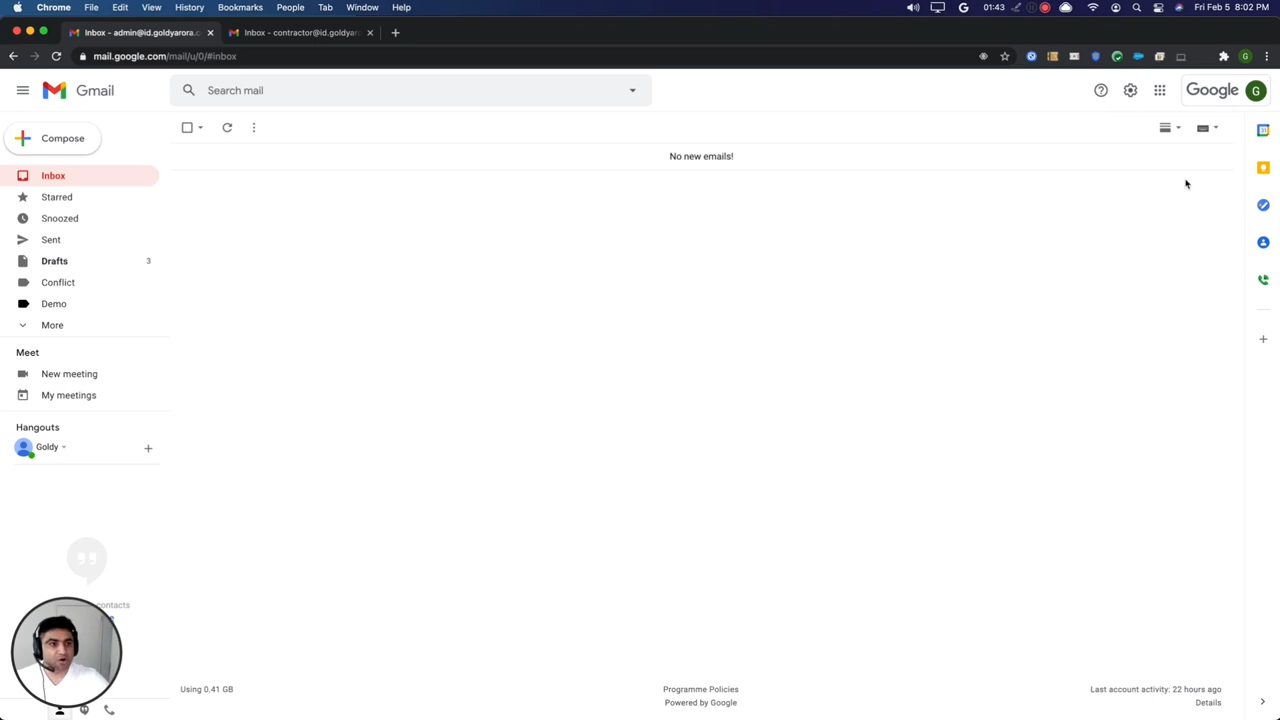 Chrome File Edit View History Bookmarks People Tab Window Help
01:43
Fri Feb 5 8:02 PM
Inbox - admin@id.goldyarora.c
Inbox - contractor@id.goldyaro
mail.google.com/mail/u/0/#inbox
G
Gmail
Search mail
Google G
Compose
No new emails!
Inbox
Starred
Snoozed
Sent
Drafts 3
Conflict
Demo
More
Meet
New meeting
My meetings
Hangouts
Goldy
contacts
Using 0.41 GB
Programme Policies
Powered by Google
Last account activity: 22 hours ago
Details